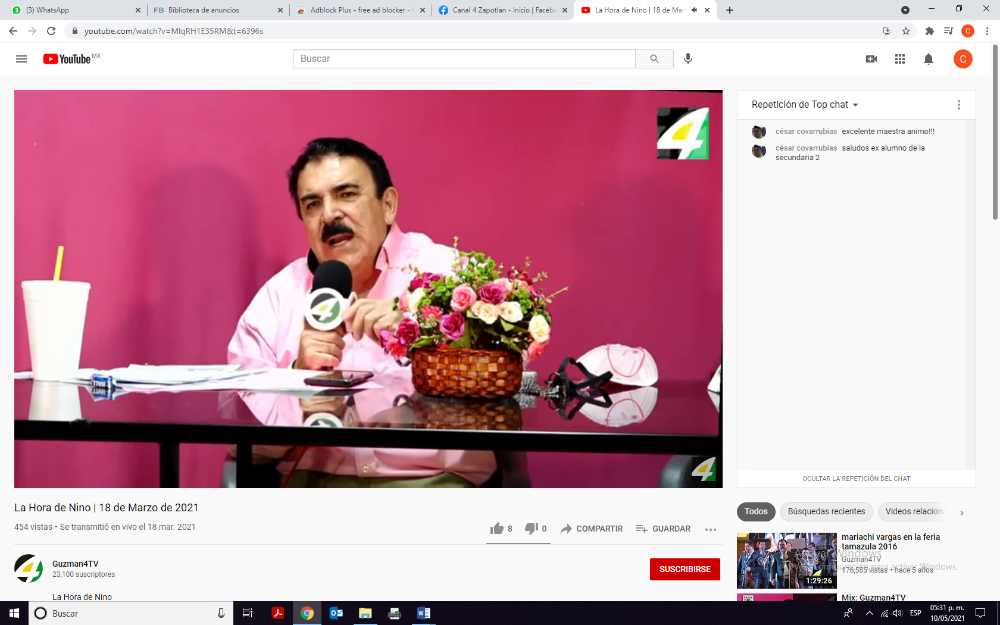 (3) WhatsApp
FB Biblioteca de anuncios
Adblock Plus - free ad blocker -
Canal 4 Zapotlan - Inicio | Facebo
La Hora de Nino | 18 de Mar
youtube.com/watch?v=MlqRH1E35RM&t=6396s
C
YouTube MX
Buscar
C
4
Repetición de Top chat
césar covarrubias excelente maestra animo!!!
césar covarrubias saludos ex alumno de la
secundaria 2
4
4
OCULTAR LA REPETICIÓN DEL CHAT
La Hora de Nino | 18 de Marzo de 2021
454 vistas • Se transmitió en vivo el 18 mar. 2021
8
0
COMPARTIR
GUARDAR
Todos
Búsquedas recientes
Videos relaciona
Guzman4TV
23,100 suscriptores
SUSCRIBIRSE
La Hora de Nino
mariachi vargas en la feria
tamazula 2016
Guzman4TV
176,585 vistas • hace 5 años
1:29:26
Activar Windows
Ve a Configuración para activar Windows.
Mix: Guzman4TV
Buscar
ESP
05:31 p. m.
10/05/2021